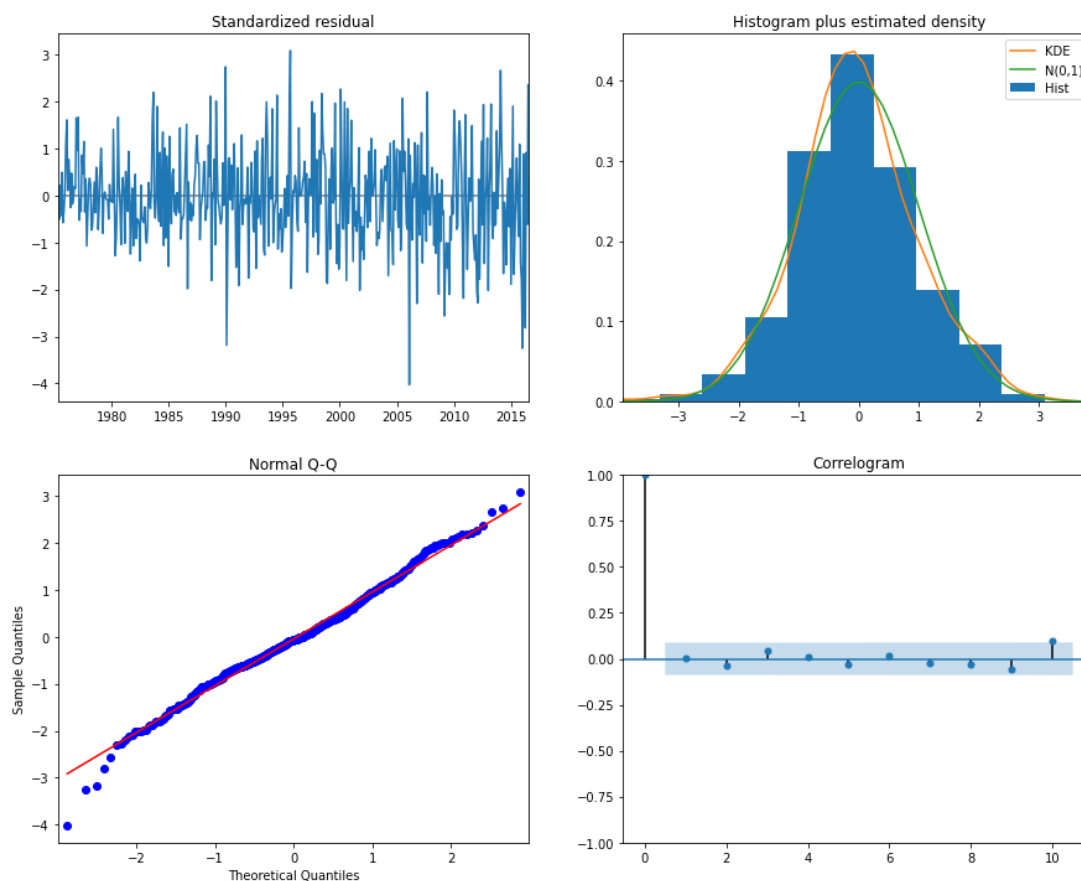 Standardized residual
3
2
1
0
−1
−2
−3
−4
1980 1985 1990 1995 2000 2005 2010 2015
Histogram plus estimated density
KDE
N(0,1)
Hist
0.4
0.3
0.2
0.1
0.0
−3 −2 −1 0 1 2 3
Normal Q-Q
Sample Quantiles
3
2
1
0
−1
−2
−3
−4
−2 −1 0 1 2
Theoretical Quantiles
Correlogram
1.00
0.75
0.50
0.25
0.00
−0.25
−0.50
−0.75
−1.00
0 2 4 6 8 10